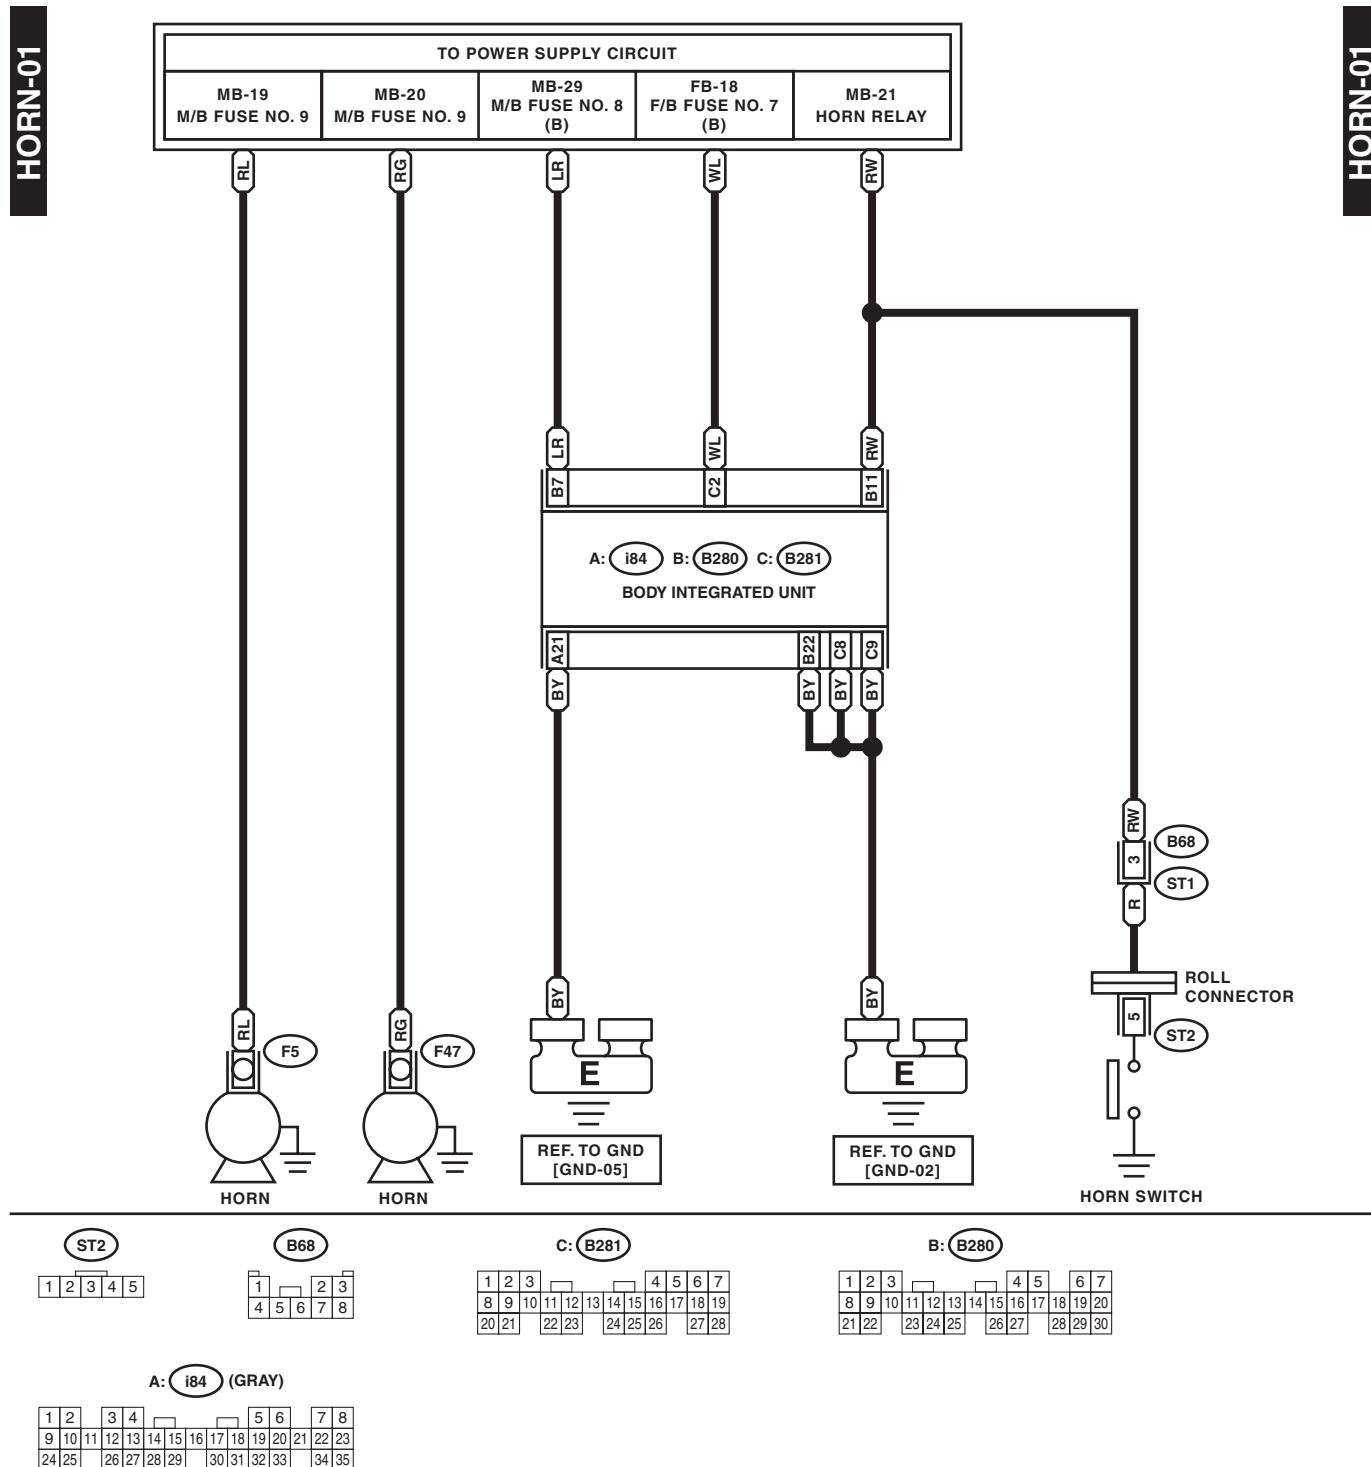 HORN-01
HORN-01
TO POWER SUPPLY CIRCUIT
MB-19
M/B FUSE NO. 9
MB-20
M/B FUSE NO. 9
MB-29
M/B FUSE NO. 8
(B)
FB-18
F/B FUSE NO. 7
(B)
MB-21
HORN RELAY
RL
RG
LR
WL
RW
LR
WL
RW
B7
C2
B11
A: i84 B: B280 C: B281
BODY INTEGRATED UNIT
A21
B22
C8
C9
BY
BY
BY
BY
RW
3
B68
ST1
R
ROLL
CONNECTOR
5
ST2
RL
F5
RG
F47
BY
BY
E
E
HORN
HORN
REF. TO GND
[GND-05]
REF. TO GND
[GND-02]
HORN SWITCH
ST2
1 2 3 4 5
B68
1 2 3
4 5 6 7 8
C: B281
1 2 3 4 5 6 7
8 9 10 11 12 13 14 15 16 17 18 19
20 21 22 23 24 25 26 27 28
B: B280
1 2 3 4 5 6 7
8 9 10 11 12 13 14 15 16 17 18 19 20
21 22 23 24 25 26 27 28 29 30
A: i84 (GRAY)
1 2 3 4 5 6 7 8
9 10 11 12 13 14 15 16 17 18 19 20 21 22 23
24 25 26 27 28 29 30 31 32 33 34 35